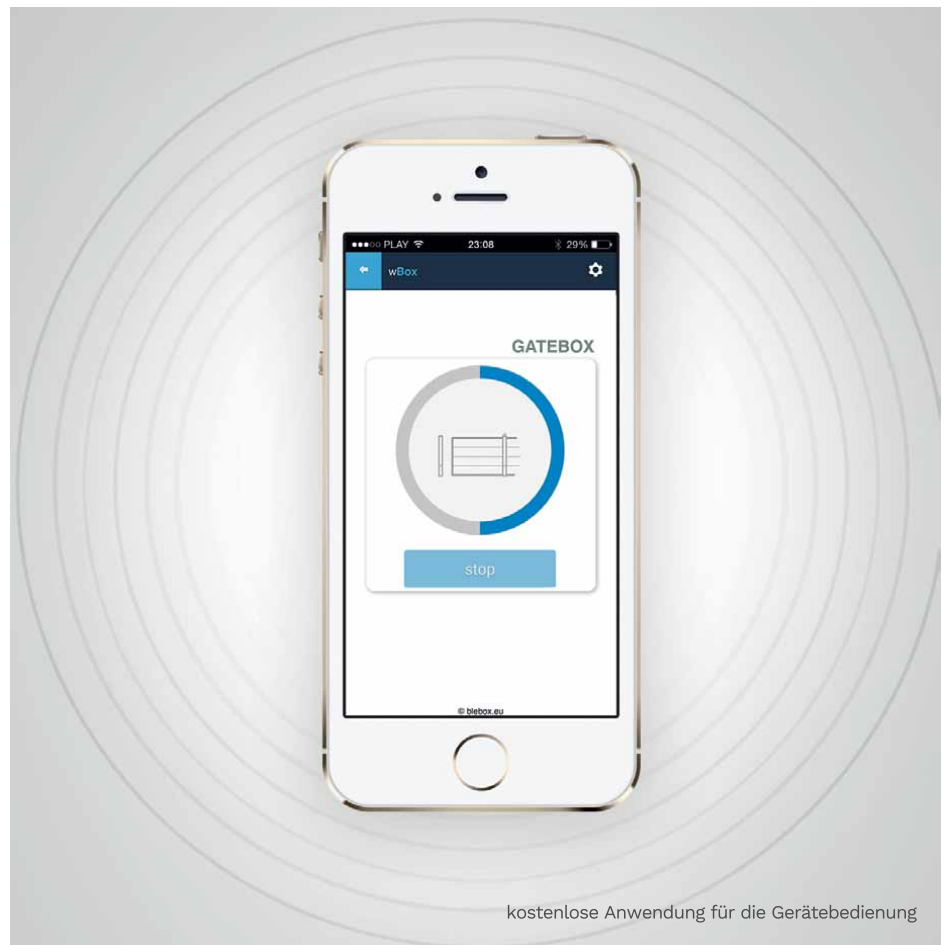 PLAY 23:08 29%
wBox
GATEBOX
stop
© blebox.eu
kostenlose Anwendung für die Gerätebedienung